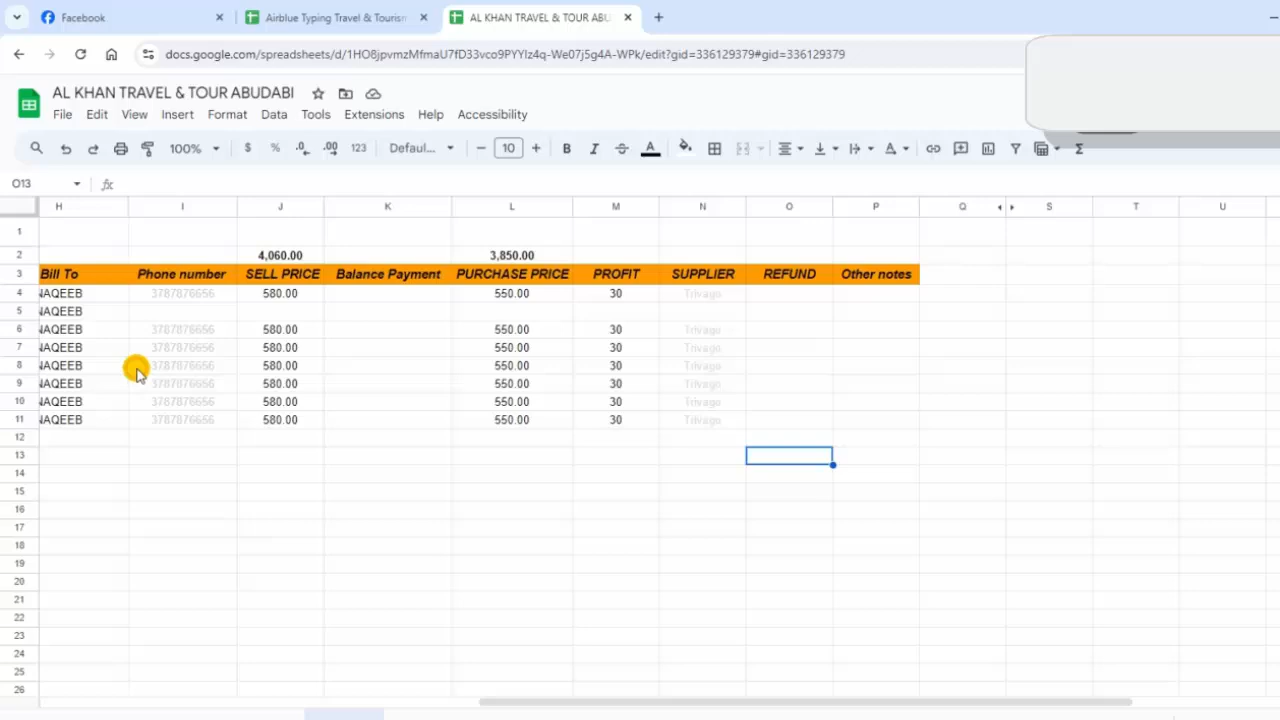 Facebook
Airblue Typing Travel & Tourism
AL KHAN TRAVEL & TOUR ABU
docs.google.com/spreadsheets/d/1HO8jpvmzMfmaU7fD33vco9PYYlz4q-We07j5g4A-WPk/edit?gid=336129379#gid=336129379
AL KHAN TRAVEL & TOUR ABUDABI
File Edit View Insert Format Data Tools Extensions Help Accessibility
100% $ % .0 .00 123 Defaul... 10 B I A Σ
O13 fx
H I J K L M N O P Q S T U
1
2 4,060.00 3,850.00
3 Bill To Phone number SELL PRICE Balance Payment PURCHASE PRICE PROFIT SUPPLIER REFUND Other notes
4 NAQEEB 3787876656 580.00 550.00 30 Trivago
5 NAQEEB
6 NAQEEB 3787876656 580.00 550.00 30 Trivago
7 NAQEEB 3787876656 580.00 550.00 30 Trivago
8 NAQEEB 3787876656 580.00 550.00 30 Trivago
9 NAQEEB 3787876656 580.00 550.00 30 Trivago
10 NAQEEB 3787876656 580.00 550.00 30 Trivago
11 NAQEEB 3787876656 580.00 550.00 30 Trivago
12
13
14
15
16
17
18
19
20
21
22
23
24
25
26